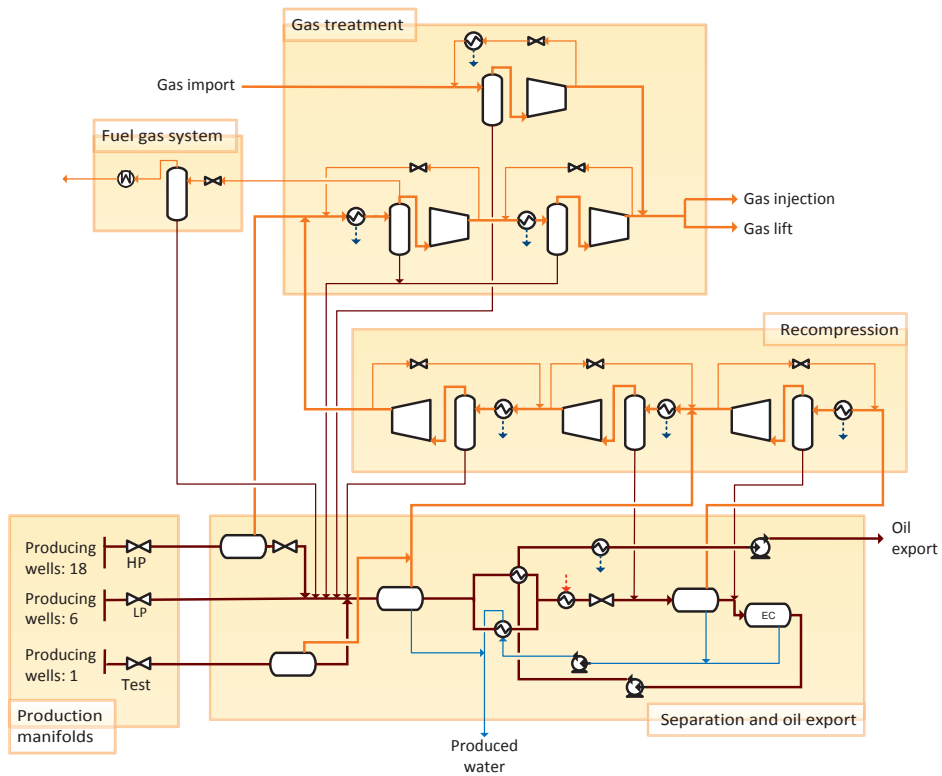 Gas treatment
Gas import
Fuel gas system
Gas injection
Gas lift
Recompression
Producing
wells: 18
HP
Producing
wells: 6
LP
Producing
wells: 1
Test
Production
manifolds
Oil
export
EC
Separation and oil export
Produced
water